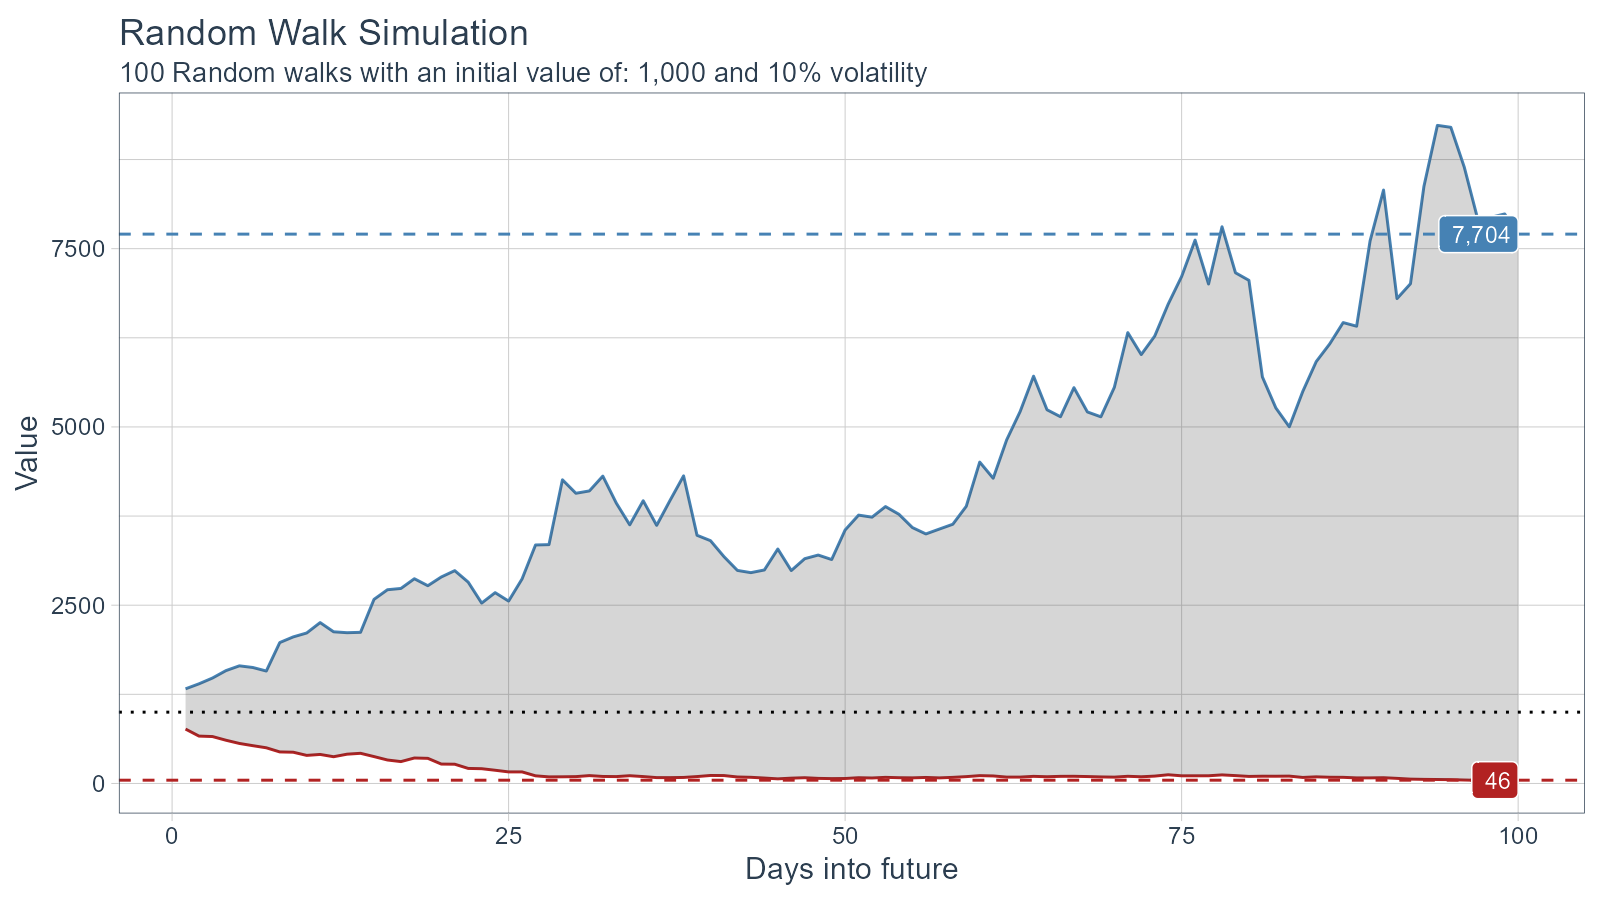 Random Walk Simulation
100 Random walks with an initial value of: 1,000 and 10% volatility
Value
7500
5000
2500
0
7,704
46
0 25 50 75 100
Days into future